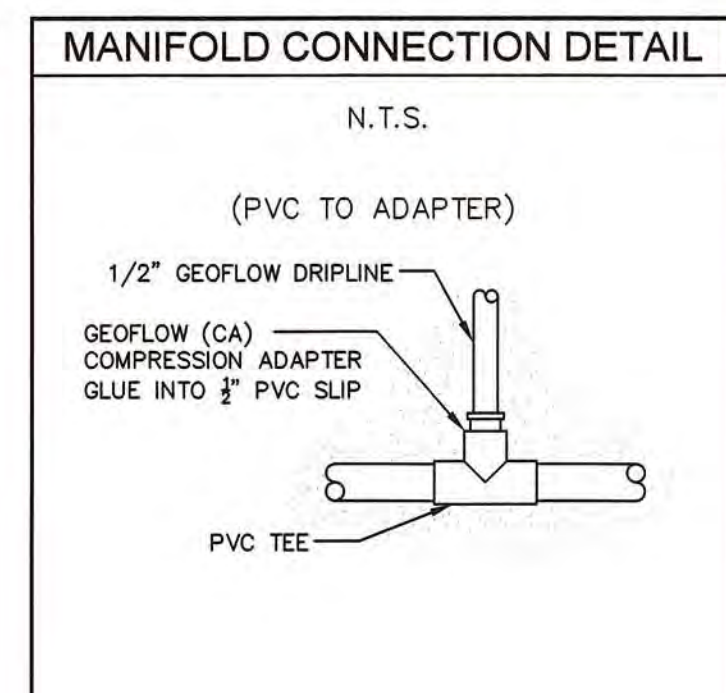 MANIFOLD CONNECTION DETAIL
N.T.S.
(PVC TO ADAPTER)
1/2" GEOFLOW DRIPLINE
GEOFLOW (CA)
COMPRESSION ADAPTER
GLUE INTO ½" PVC SLIP
PVC TEE